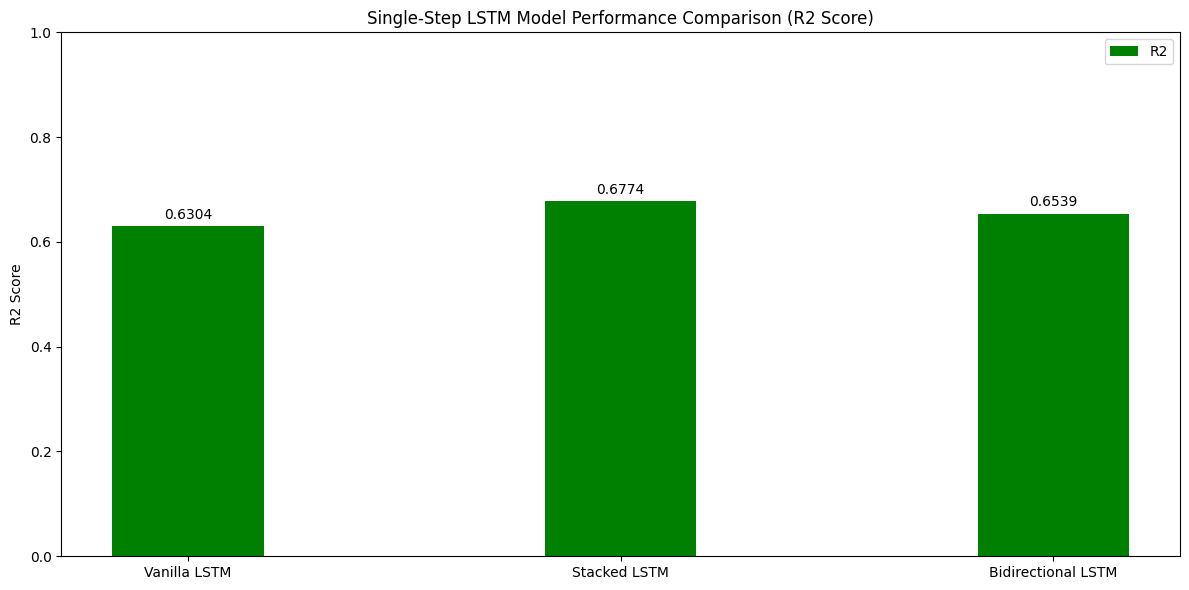 Single-Step LSTM Model Performance Comparison (R2 Score)
R2
R2 Score
1.0
0.8
0.6
0.4
0.2
0.0
0.6304
0.6774
0.6539
Vanilla LSTM
Stacked LSTM
Bidirectional LSTM